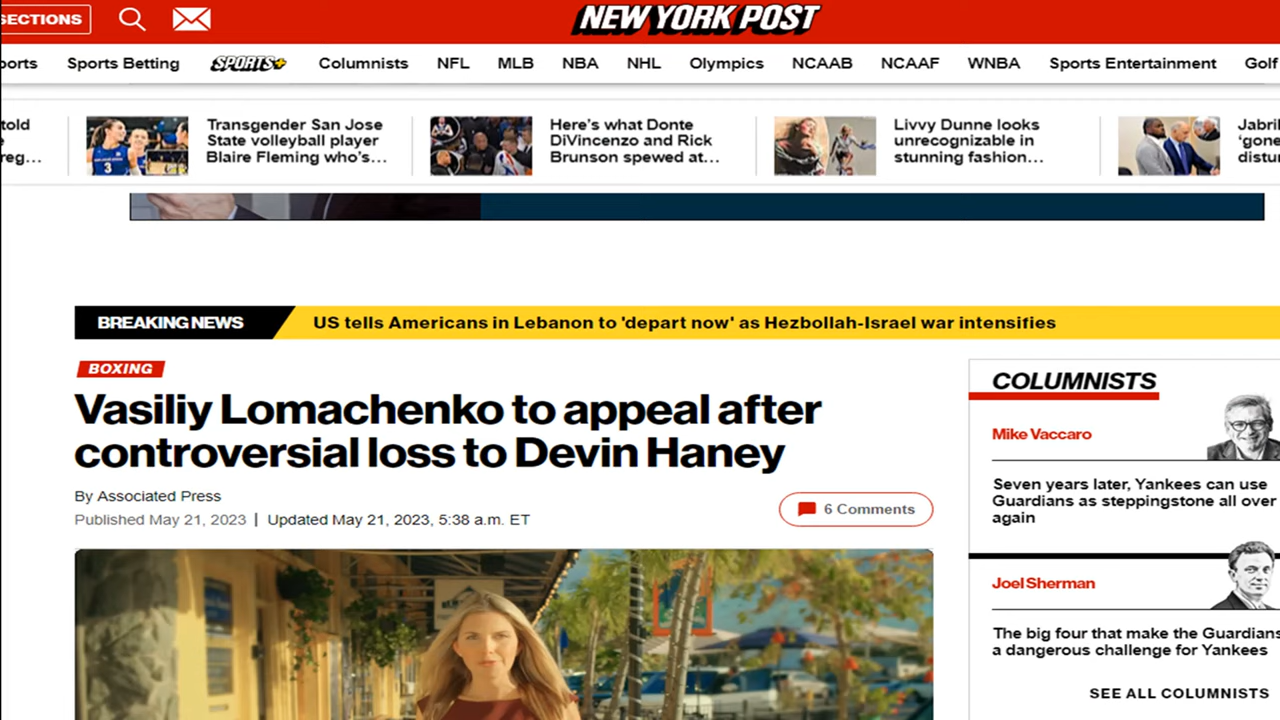 SECTIONS
NEW YORK POST
orts
Sports Betting
SPORTS+
Columnists
NFL
MLB
NBA
NHL
Olympics
NCAAB
NCAAF
WNBA
Sports Entertainment
Golf
told
e
reg...
Transgender San Jose
State volleyball player
Blaire Fleming who's...
Here's what Donte
DiVincenzo and Rick
Brunson spewed at...
Livvy Dunne looks
unrecognizable in
stunning fashion...
Jabril
'gone
distu
BREAKING NEWS
US tells Americans in Lebanon to 'depart now' as Hezbollah-Israel war intensifies
BOXING
Vasiliy Lomachenko to appeal after
controversial loss to Devin Haney
By Associated Press
Published May 21, 2023 | Updated May 21, 2023, 5:38 a.m. ET
6 Comments
COLUMNISTS
Mike Vaccaro
Seven years later, Yankees can use
Guardians as steppingstone all over
again
Joel Sherman
The big four that make the Guardians
a dangerous challenge for Yankees
SEE ALL COLUMNISTS